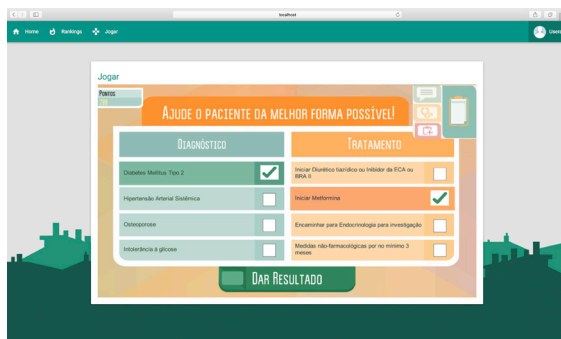 localhost
Home Rankings Jogar
Jogar
PONTOS
AJUDE O PACIENTE DA MELHOR FORMA POSSÍVEL!
DIAGNÓSTICO
TRATAMENTO
Diabetes Mellitus Tipo 2
Iniciar Diurético tiazídico ou Inibidor da ECA ou
BRA II
Hipertensão Arterial Sistêmica
Iniciar Metformina
Osteoporose
Encaminhar para Endocrinologia para investigação
Intolerância à glicose
Medidas não-farmacológicas por no mínimo 3
meses
DAR RESULTADO